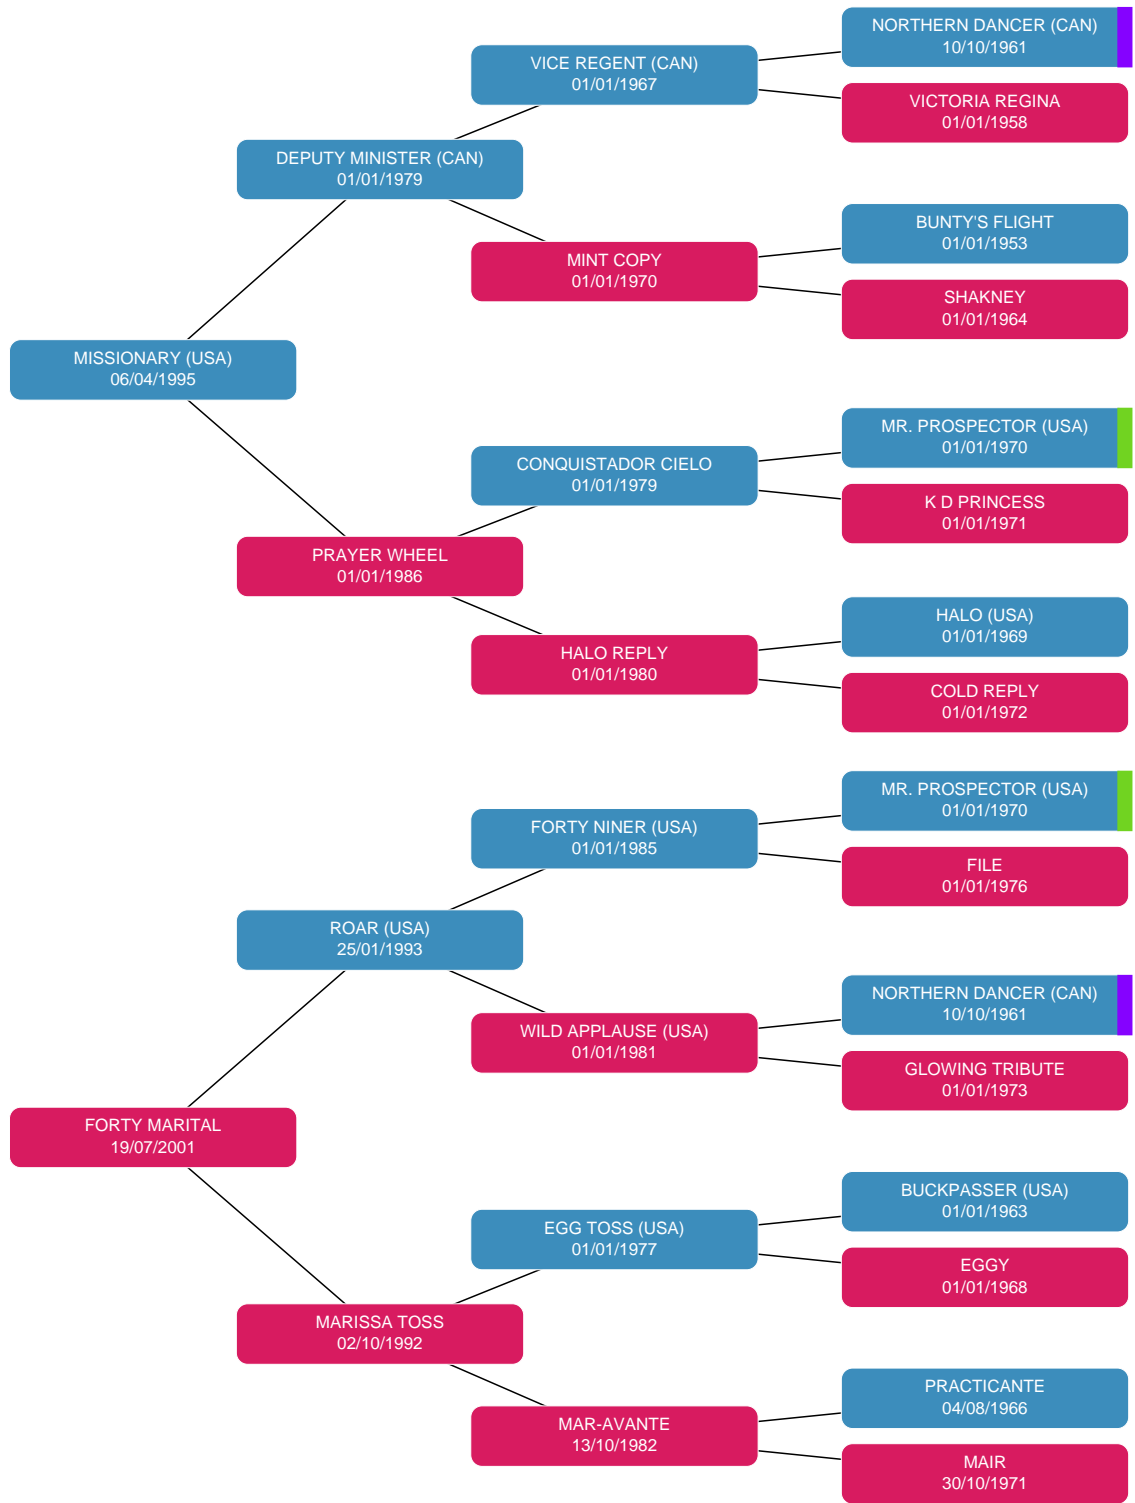 NORTHERN DANCER (CAN)
10/10/1961
VICE REGENT (CAN)
01/01/1967
VICTORIA REGINA
01/01/1958
DEPUTY MINISTER (CAN)
01/01/1979
BUNTY'S FLIGHT
01/01/1953
MINT COPY
01/01/1970
SHAKNEY
01/01/1964
MISSIONARY (USA)
06/04/1995
MR. PROSPECTOR (USA)
01/01/1970
CONQUISTADOR CIELO
01/01/1979
K D PRINCESS
01/01/1971
PRAYER WHEEL
01/01/1986
HALO (USA)
01/01/1969
HALO REPLY
01/01/1980
COLD REPLY
01/01/1972
MR. PROSPECTOR (USA)
01/01/1970
FORTY NINER (USA)
01/01/1985
FILE
01/01/1976
ROAR (USA)
25/01/1993
NORTHERN DANCER (CAN)
10/10/1961
WILD APPLAUSE (USA)
01/01/1981
GLOWING TRIBUTE
01/01/1973
FORTY MARITAL
19/07/2001
BUCKPASSER (USA)
01/01/1963
EGG TOSS (USA)
01/01/1977
EGGY
01/01/1968
MARISSA TOSS
02/10/1992
PRACTICANTE
04/08/1966
MAR-AVANTE
13/10/1982
MAIR
30/10/1971